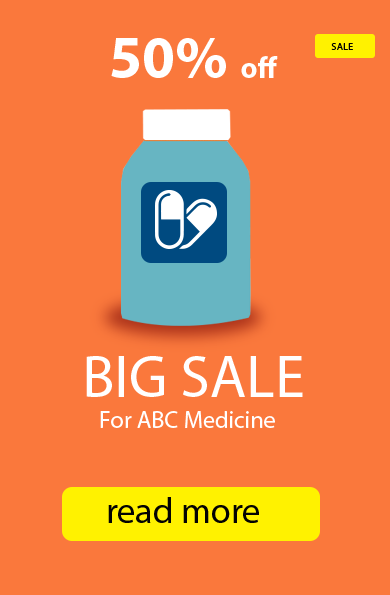 50% off
SALE
BIG SALE
For ABC Medicine
read more